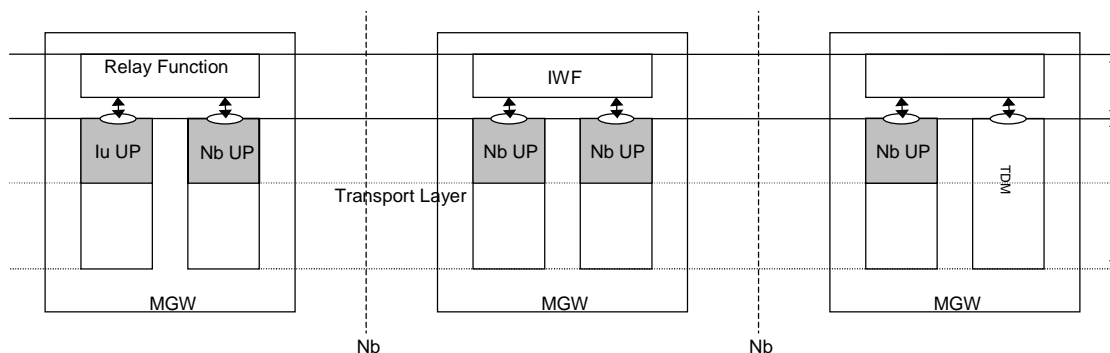 Relay Function
IWF
Iu UP
Nb UP
Nb UP
Nb UP
Nb UP
TDM
Transport Layer
MGW
MGW
MGW
Nb
Nb